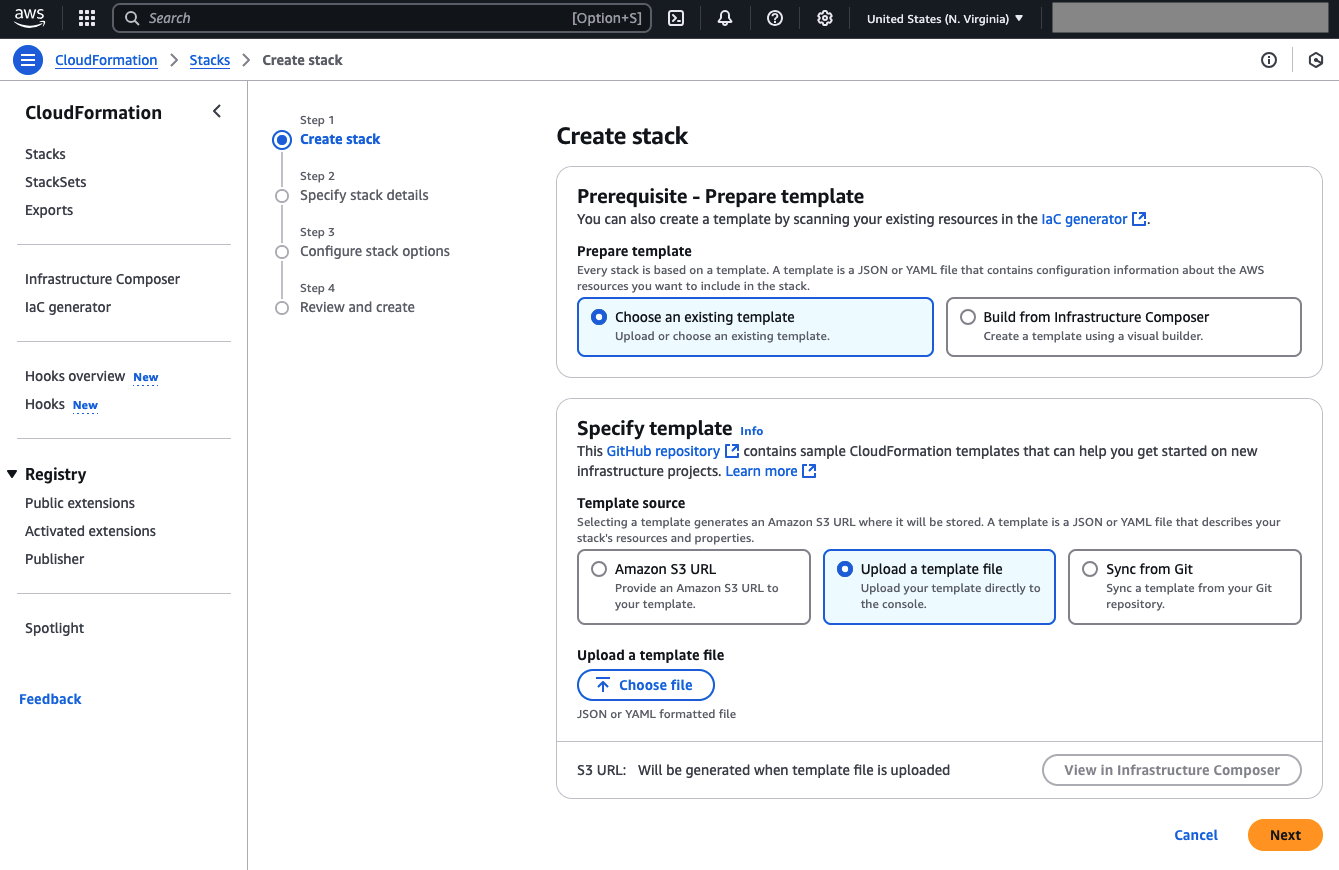 aws
Search [Option+S]
United States (N. Virginia)
CloudFormation
Stacks
Create stack
CloudFormation
Stacks
StackSets
Exports
Infrastructure Composer
IaC generator
Hooks overview New
Hooks New
Registry
Public extensions
Activated extensions
Publisher
Spotlight
Feedback
Step 1
Create stack
Step 2
Specify stack details
Step 3
Configure stack options
Step 4
Review and create
Create stack
Prerequisite - Prepare template
You can also create a template by scanning your existing resources in the IaC generator.
Prepare template
Every stack is based on a template. A template is a JSON or YAML file that contains configuration information about the AWS
resources you want to include in the stack.
Choose an existing template
Upload or choose an existing template.
Build from Infrastructure Composer
Create a template using a visual builder.
Specify template Info
This GitHub repository contains sample CloudFormation templates that can help you get started on new
infrastructure projects. Learn more
Template source
Selecting a template generates an Amazon S3 URL where it will be stored. A template is a JSON or YAML file that describes your
stack's resources and properties.
Amazon S3 URL
Provide an Amazon S3 URL to
your template.
Upload a template file
Upload your template directly to
the console.
Sync from Git
Sync a template from your Git
repository.
Upload a template file
Choose file
JSON or YAML formatted file
S3 URL: Will be generated when template file is uploaded
View in Infrastructure Composer
Cancel
Next